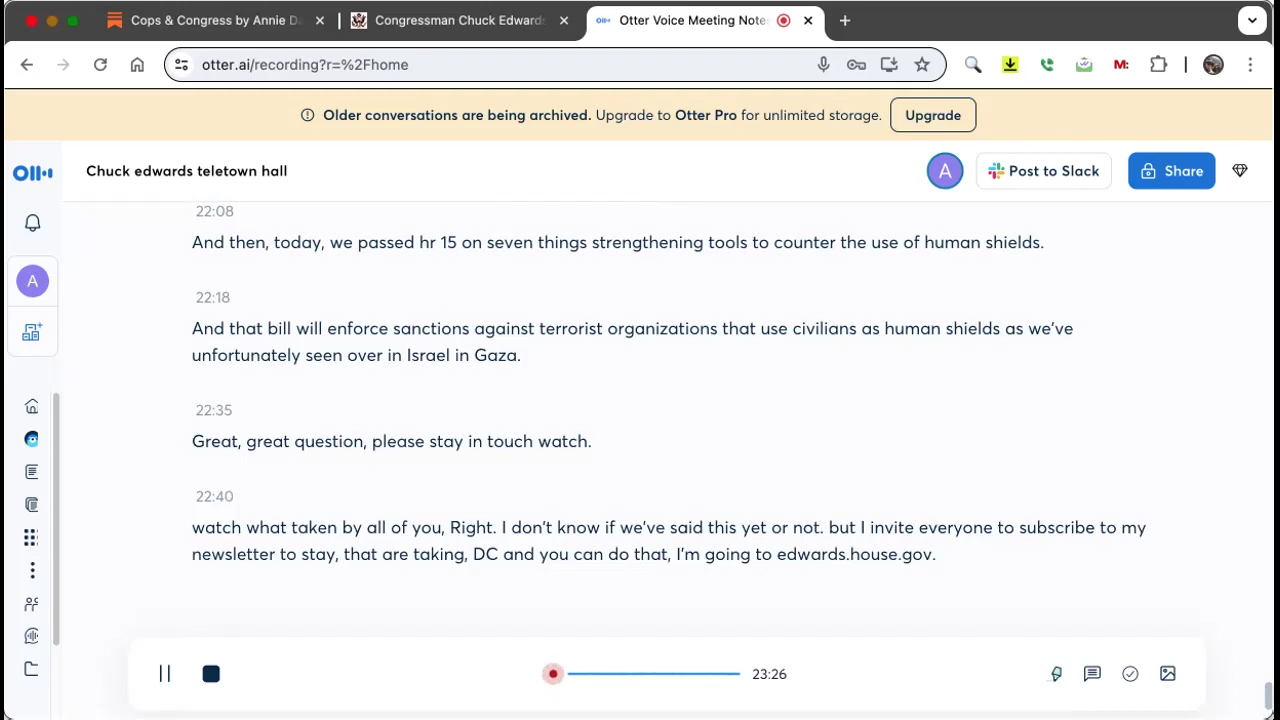 Cops & Congress by Annie Da
Congressman Chuck Edwards
Otter Voice Meeting Notes
otter.ai/recording?r=%2Fhome
M:
Older conversations are being archived. Upgrade to Otter Pro for unlimited storage.
Upgrade
Chuck edwards teletown hall
A
Post to Slack
Share
A
22:08
And then, today, we passed hr 15 on seven things strengthening tools to counter the use of human shields.
22:18
And that bill will enforce sanctions against terrorist organizations that use civilians as human shields as we've
unfortunately seen over in Israel in Gaza.
22:35
Great, great question, please stay in touch watch.
22:40
watch what taken by all of you, Right. I don't know if we've said this yet or not. but I invite everyone to subscribe to my
newsletter to stay, that are taking, DC and you can do that, I'm going to edwards.house.gov.
23:26